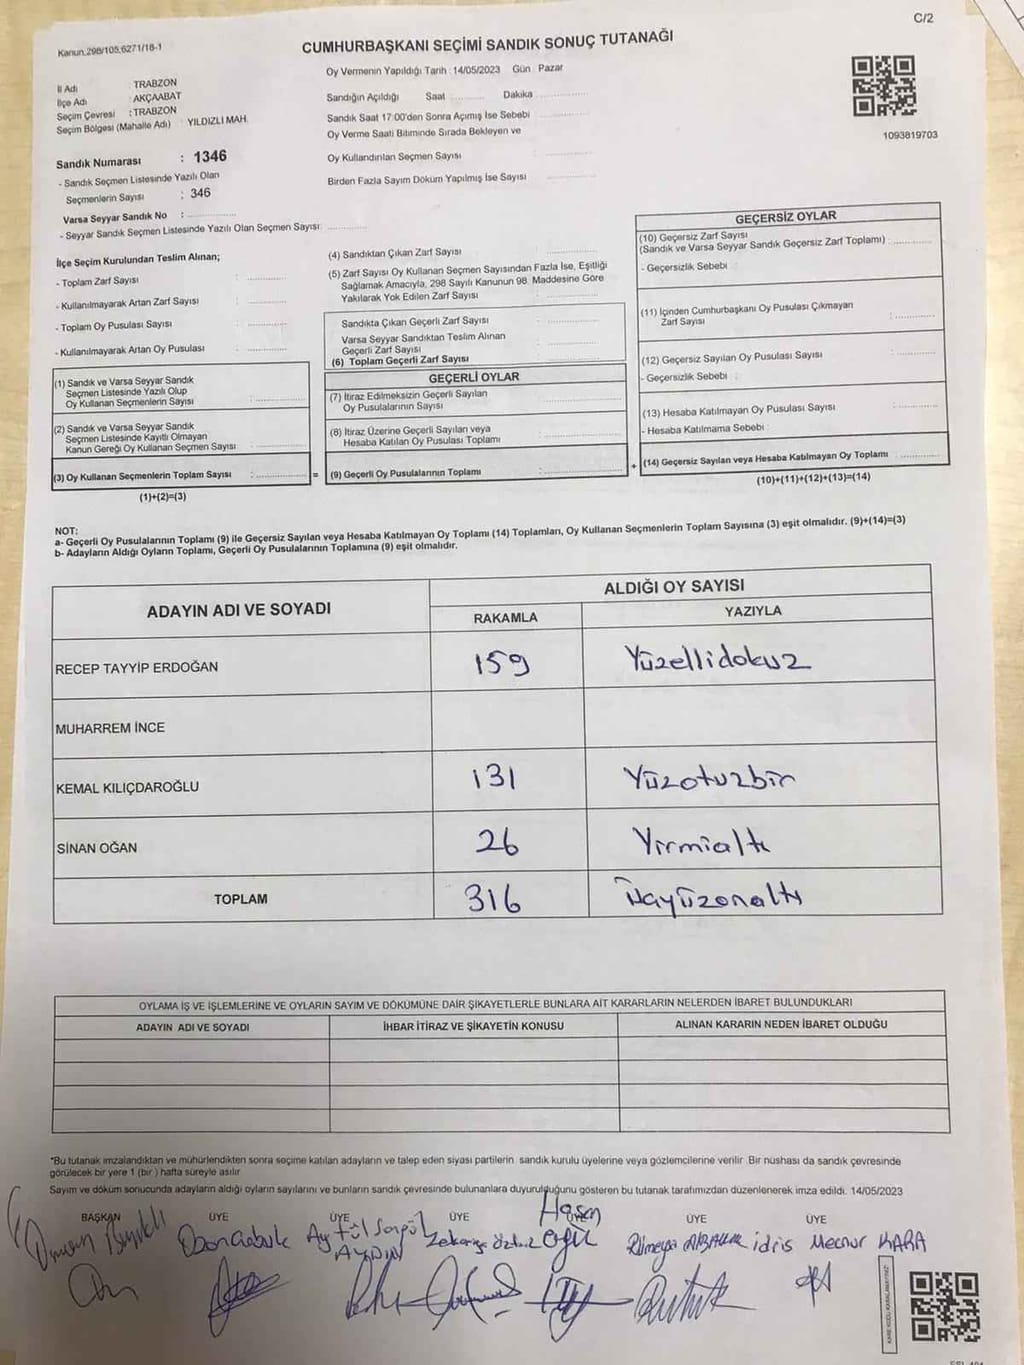 C/2
Kanun 298/105,6271/18-1
CUMHURBAŞKANI SEÇİMİ SANDIK SONUÇ TUTANAĞI
Oy Vermenin Yapıldığı Tarih : 14/05/2023 Gün : Pazar
İl Adı TRABZON
İlçe Adı : AKÇAABAT
Seçim Çevresi : TRABZON
Seçim Bölgesi (Mahalle Adı) : YILDIZLI MAH.
Sandığın Açıldığı Saat ............ Dakika ............
Sandık Saat 17:00'den Sonra Açımış İse Sebebi
Oy Verme Saati Bitiminde Sırada Bekleyen ve
Oy Kullandırılan Seçmen Sayısı
Birden Fazla Sayım Döküm Yapılmış İse Sayısı
1093819703
Sandık Numarası : 1346
- Sandık Seçmen Listesinde Yazılı Olan
Seçmenlerin Sayısı : 346
Varsa Seyyar Sandık No :
- Seyyar Sandık Seçmen Listesinde Yazılı Olan Seçmen Sayısı:
İlçe Seçim Kurulundan Teslim Alınan;
- Toplam Zarf Sayısı :
- Kullanılmayarak Artan Zarf Sayısı :
- Toplam Oy Pusulası Sayısı :
- Kullanılmayarak Artan Oy Pusulası :
(1) Sandık ve Varsa Seyyar Sandık
Seçmen Listesinde Yazılı Olup
Oy Kullanan Seçmenlerin Sayısı :
(2) Sandık ve Varsa Seyyar Sandık
Seçmen Listesinde Kayıtlı Olmayan
Kanun Gereği Oy Kullanan Seçmen Sayısı :
(3) Oy Kullanan Seçmenlerin Toplam Sayısı : =
(1)+(2)=(3)
(4) Sandıktan Çıkan Zarf Sayısı :
(5) Zarf Sayısı Oy Kullanan Seçmen Sayısından Fazla İse, Eşitliği
Sağlamak Amacıyla, 298 Sayılı Kanunun 98. Maddesine Göre
Yakılarak Yok Edilen Zarf Sayısı :
Sandıkta Çıkan Geçerli Zarf Sayısı :
Varsa Seyyar Sandıktan Teslim Alınan
Geçerli Zarf Sayısı :
(6) Toplam Geçerli Zarf Sayısı
GEÇERLİ OYLAR
(7) İtiraz Edilmeksizin Geçerli Sayılan
Oy Pusulalarının Sayısı :
(8) İtiraz Üzerine Geçerli Sayılan veya
Hesaba Katılan Oy Pusulası Toplamı :
(9) Geçerli Oy Pusulalarının Toplamı : +
GEÇERSİZ OYLAR
(10) Geçersiz Zarf Sayısı
(Sandık ve Varsa Seyyar Sandık Geçersiz Zarf Toplamı) :
- Geçersizlik Sebebi :
(11) İçinden Cumhurbaşkanı Oy Pusulası Çıkmayan
Zarf Sayısı :
(12) Geçersiz Sayılan Oy Pusulası Sayısı :
- Geçersizlik Sebebi :
(13) Hesaba Katılmayan Oy Pusulası Sayısı :
- Hesaba Katılmama Sebebi :
(14) Geçersiz Sayılan veya Hesaba Katılmayan Oy Toplamı :
(10)+(11)+(12)+(13)=(14)
NOT:
a- Geçerli Oy Pusulalarının Toplamı (9) ile Geçersiz Sayılan veya Hesaba Katılmayan Oy Toplamı (14) Toplamları, Oy Kullanan Seçmenlerin Toplam Sayısına (3) eşit olmalıdır. (9)+(14)=(3)
b- Adayların Aldığı Oyların Toplamı, Geçerli Oy Pusulalarının Toplamına (9) eşit olmalıdır.
ADAYIN ADI VE SOYADI
ALDIĞI OY SAYISI
RAKAMLA YAZIYLA
RECEP TAYYİP ERDOĞAN 159 Yüzellidokuz
MUHARREM İNCE
KEMAL KILIÇDAROĞLU 131 Yüzotuzbir
SİNAN OĞAN 26 Yirmialtı
TOPLAM 316 Üçyüzonaltı
OYLAMA İŞ VE İŞLEMLERİNE VE OYLARIN SAYIM VE DÖKÜMÜNE DAİR ŞİKAYETLERLE BUNLARA AİT KARARLARIN NELERDEN İBARET BULUNDUKLARI
ADAYIN ADI VE SOYADI İHBAR İTİRAZ VE ŞİKAYETİN KONUSU ALINAN KARARIN NEDEN İBARET OLDUĞU
*Bu tutanak imzalandıktan ve mühürlendikten sonra seçime katılan adayların ve talep eden siyasi partilerin sandık kurulu üyelerine veya gözlemcilerine verilir. Bir nüshası da sandık çevresinde
görülecek bir yere 1 (bir ) hafta süreyle asılır.
Sayım ve döküm sonucunda adayların aldığı oyların sayılarını ve bunların sandık çevresinde bulunanlara duyurulduğunu gösteren bu tutanak tarafımızdan düzenlenerek imza edildi. 14/05/2023
BAŞKAN ÜYE ÜYE ÜYE ÜYE ÜYE ÜYE
Hasan
Aytül Songül
AYDIN
Zekeriya
Rümeysa
idris Mecnur KARA